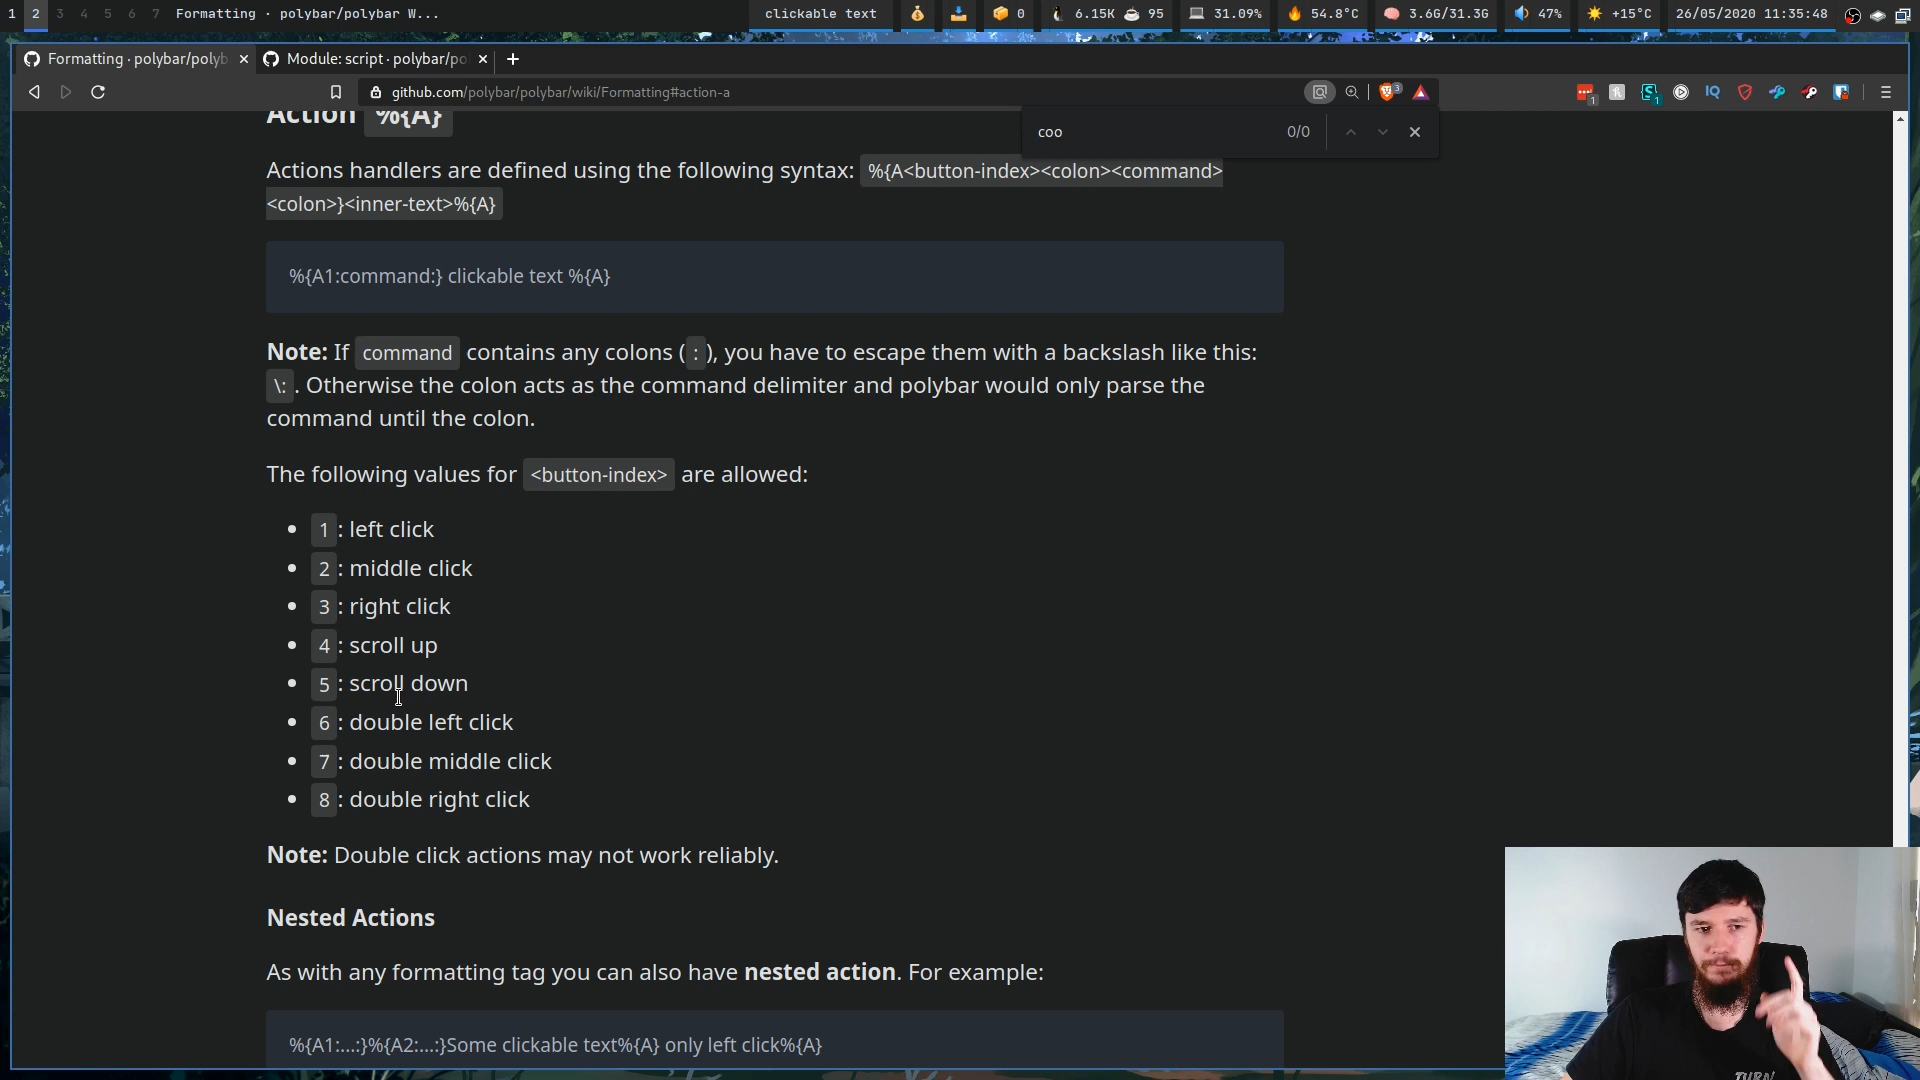 1 2 3 4 5 6 7 Formatting · polybar/polybar W... clickable text 0 6.15K 95 31.09% 54.8°C 3.6G/31.3G 47% +15°C 26/05/2020 11:35:48
Formatting · polybar/polyb Module: script · polybar/po
github.com/polybar/polybar/wiki/Formatting#action-a
coo 0/0
Action %{A}
Actions handlers are defined using the following syntax: %{A<button-index><colon><command>
<colon>}<inner-text>%{A}
%{A1:command:} clickable text %{A}
Note: If command contains any colons ( : ), you have to escape them with a backslash like this:
\: . Otherwise the colon acts as the command delimiter and polybar would only parse the
command until the colon.
The following values for <button-index> are allowed:
1 : left click
2 : middle click
3 : right click
4 : scroll up
5 : scroll down
6 : double left click
7 : double middle click
8 : double right click
Note: Double click actions may not work reliably.
Nested Actions
As with any formatting tag you can also have nested action. For example:
%{A1:...:}%{A2:...:}Some clickable text%{A} only left click%{A}
TURN